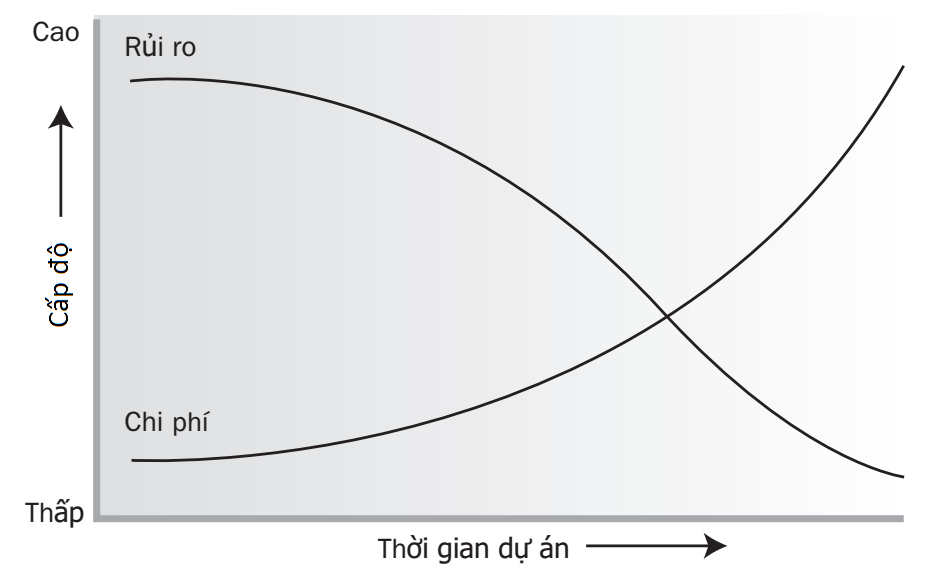 Cao
Rủi ro
Cấp độ
Chi phí
Thấp
Thời gian dự án